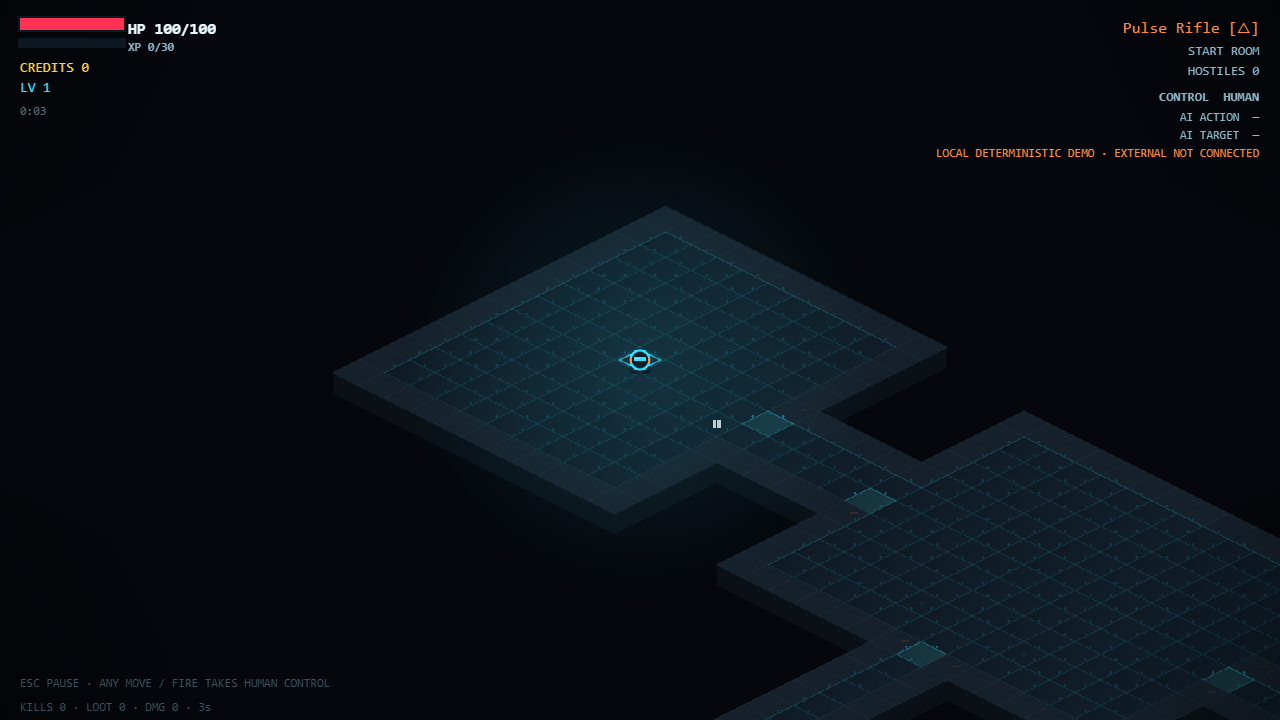 HP 100/100
XP 0/30
CREDITS 0
LV 1
0:03
Pulse Rifle [△]
START ROOM
HOSTILES 0
CONTROL HUMAN
AI ACTION —
AI TARGET —
LOCAL DETERMINISTIC DEMO · EXTERNAL NOT CONNECTED
ESC PAUSE · ANY MOVE / FIRE TAKES HUMAN CONTROL
KILLS 0 · LOOT 0 · DMG 0 · 3s